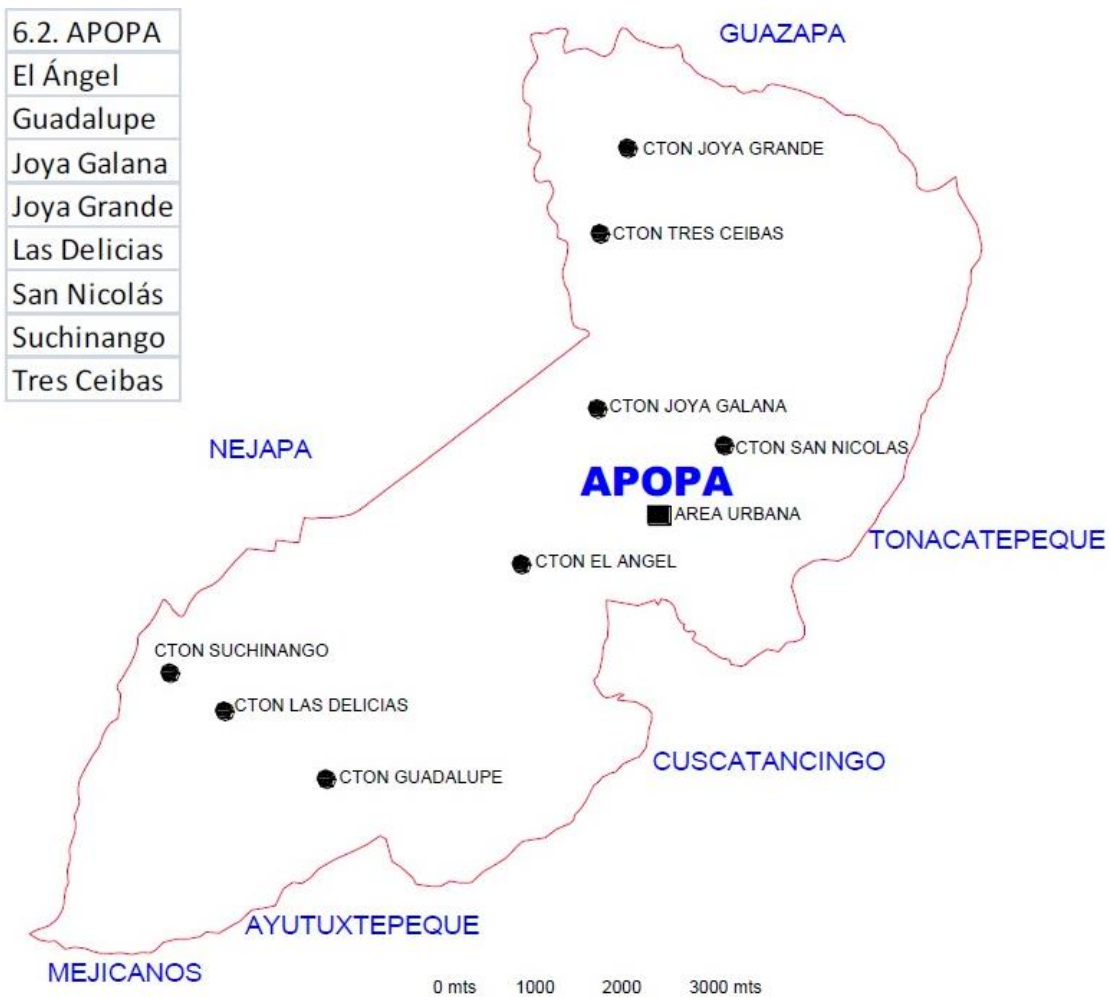 6.2. APOPA
El Ángel
Guadalupe
Joya Galana
Joya Grande
Las Delicias
San Nicolás
Suchinango
Tres Ceibas
GUAZAPA
CTON JOYA GRANDE
CTON TRES CEIBAS
CTON JOYA GALANA
NEJAPA
CTON SAN NICOLAS
APOPA
AREA URBANA
TONACATEPEQUE
CTON EL ANGEL
CTON SUCHINANGO
CTON LAS DELICIAS
CUSCATANCINGO
CTON GUADALUPE
AYUTUXTEPEQUE
MEJICANOS
0 mts 1000 2000 3000 mts